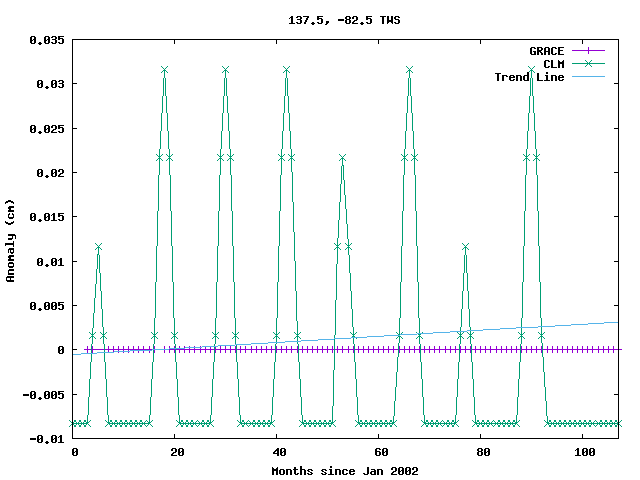 137.5, -82.5 TWS
GRACE
CLM
Trend Line
0.035
0.03
0.025
0.02
0.015
0.01
0.005
0
-0.005
-0.01
Anomaly (cm)
0 20 40 60 80 100
Months since Jan 2002